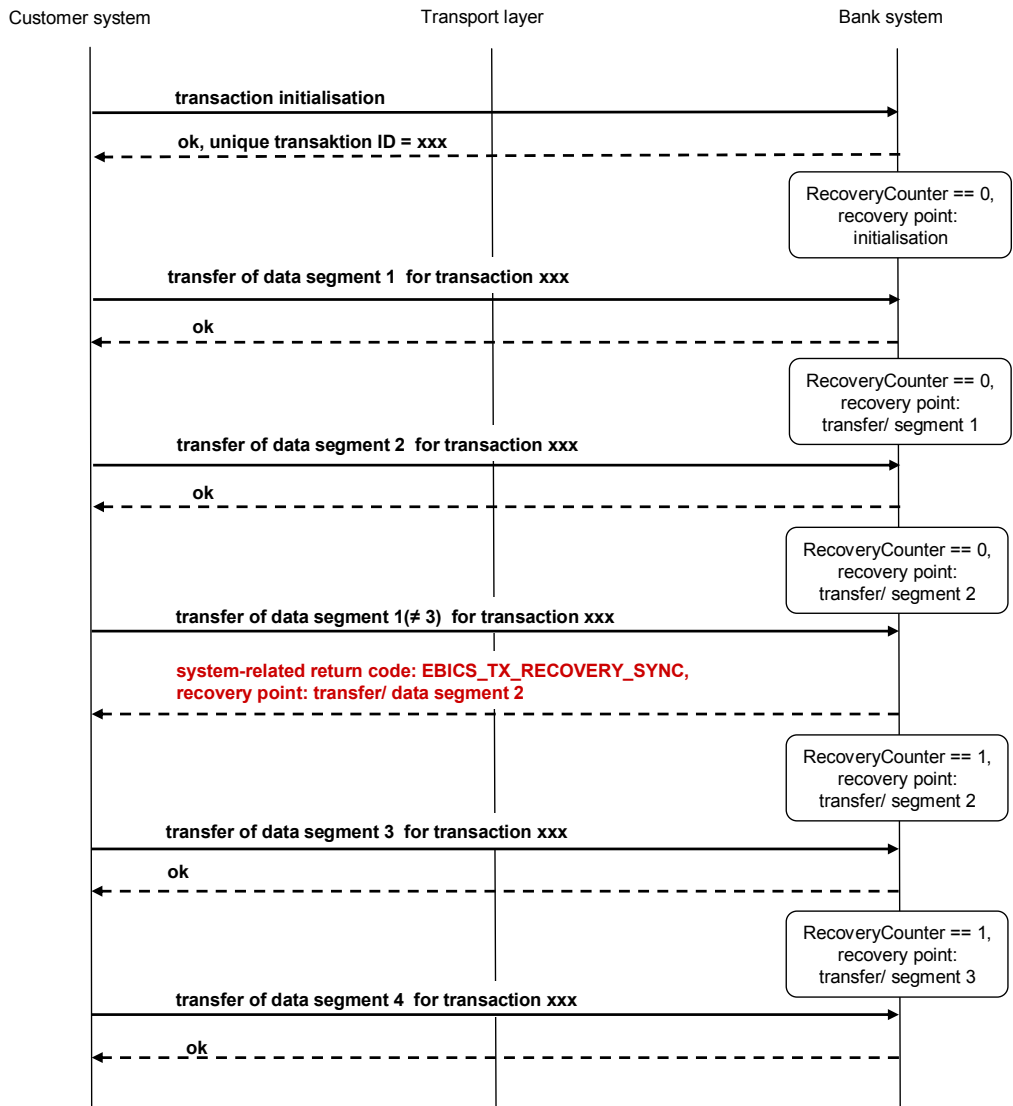 Customer system
Transport layer
Bank system
transaction initialisation
ok, unique transaktion ID = xxx
RecoveryCounter == 0,
recovery point:
initialisation
transfer of data segment 1 for transaction xxx
ok
RecoveryCounter == 0,
recovery point:
transfer/ segment 1
transfer of data segment 2 for transaction xxx
ok
RecoveryCounter == 0,
recovery point:
transfer/ segment 2
transfer of data segment 1(≠ 3) for transaction xxx
system-related return code: EBICS_TX_RECOVERY_SYNC,
recovery point: transfer/ data segment 2
RecoveryCounter == 1,
recovery point:
transfer/ segment 2
transfer of data segment 3 for transaction xxx
ok
RecoveryCounter == 1,
recovery point:
transfer/ segment 3
transfer of data segment 4 for transaction xxx
ok